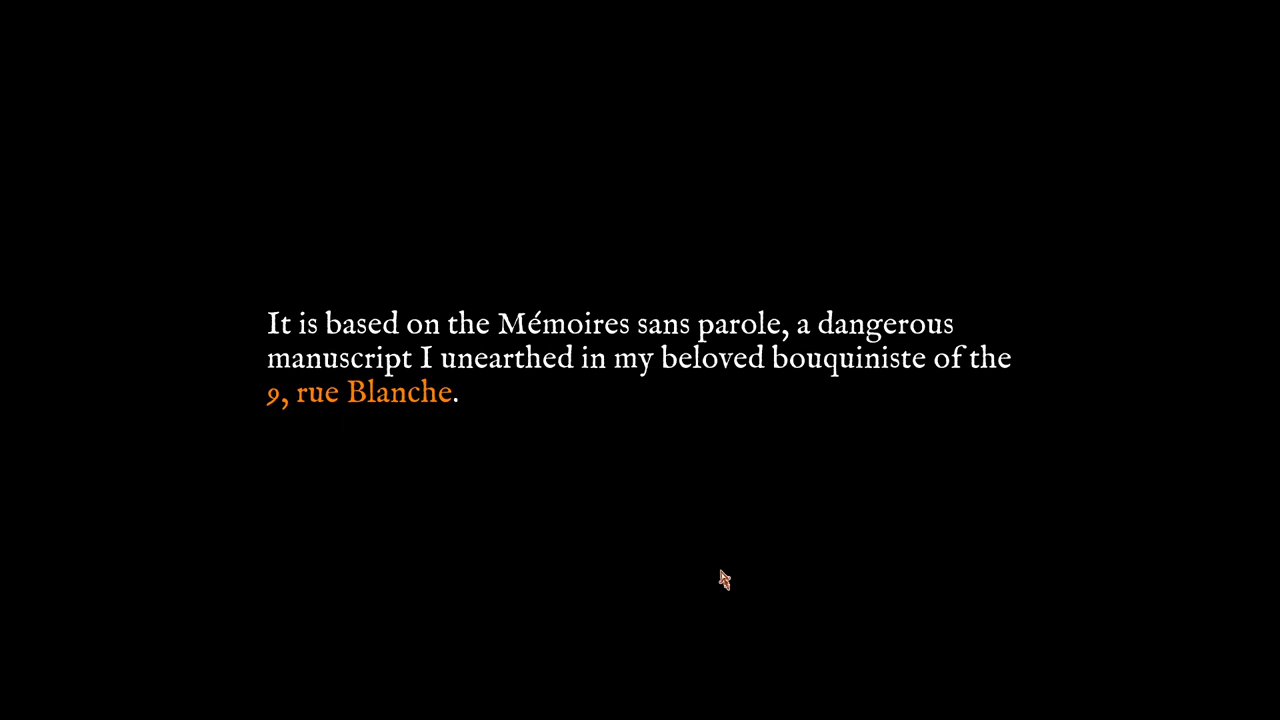 It is based on the Mémoires sans parole, a dangerous
manuscript I unearthed in my beloved bouquiniste of the
9, rue Blanche.